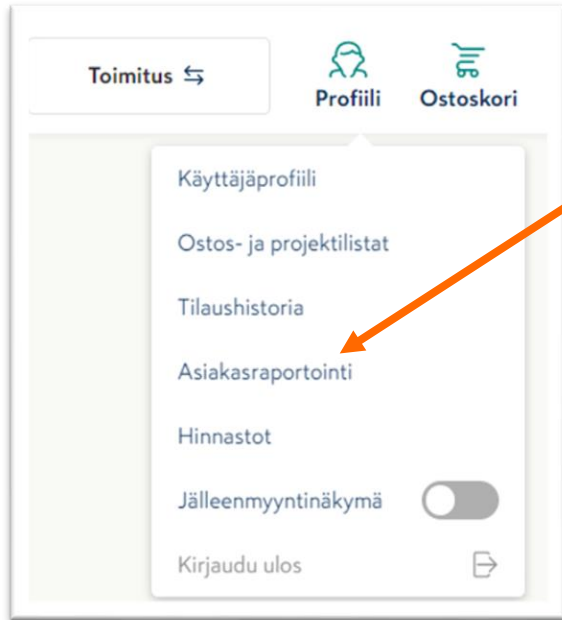 Toimitus
Profiili
Ostoskori
Käyttäjäprofiili
Ostos- ja projektilistat
Tilaushistoria
Asiakasraportointi
Hinnastot
Jälleenmyyntinäkymä
Kirjaudu ulos